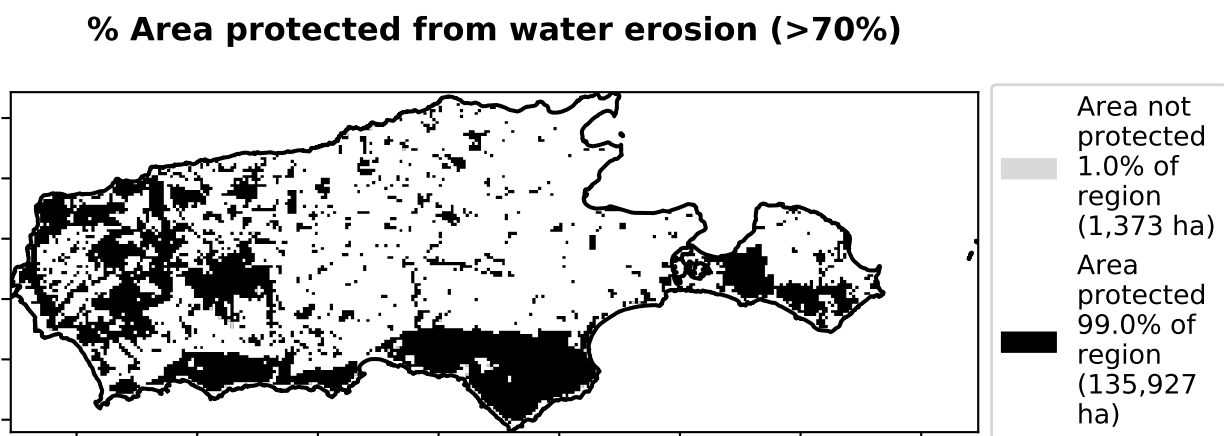 % Area protected from water erosion (>70%)
Area not
protected
1.0% of
region
(1,373 ha)
Area
protected
99.0% of
region
(135,927
ha)